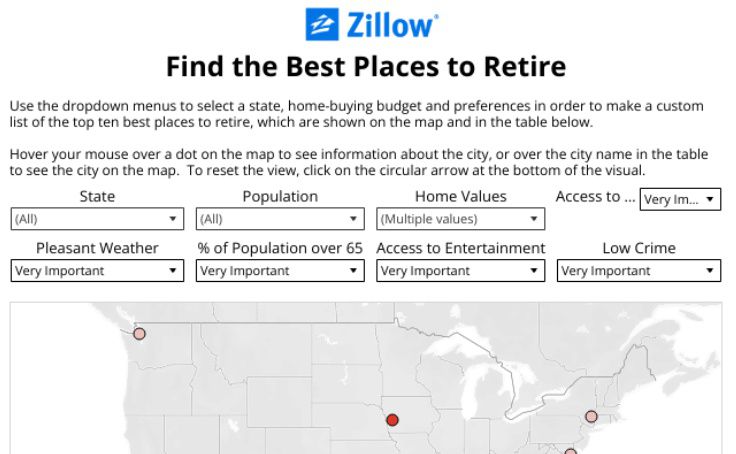 Zillow®
Find the Best Places to Retire
Use the dropdown menus to select a state, home-buying budget and preferences in order to make a custom
list of the top ten best places to retire, which are shown on the map and in the table below.
Hover your mouse over a dot on the map to see information about the city, or over the city name in the table
to see the city on the map. To reset the view, click on the circular arrow at the bottom of the visual.
State Population Home Values Access to ... Very Im...
(All) (All) (Multiple values)
Pleasant Weather % of Population over 65 Access to Entertainment Low Crime
Very Important Very Important Very Important Very Important